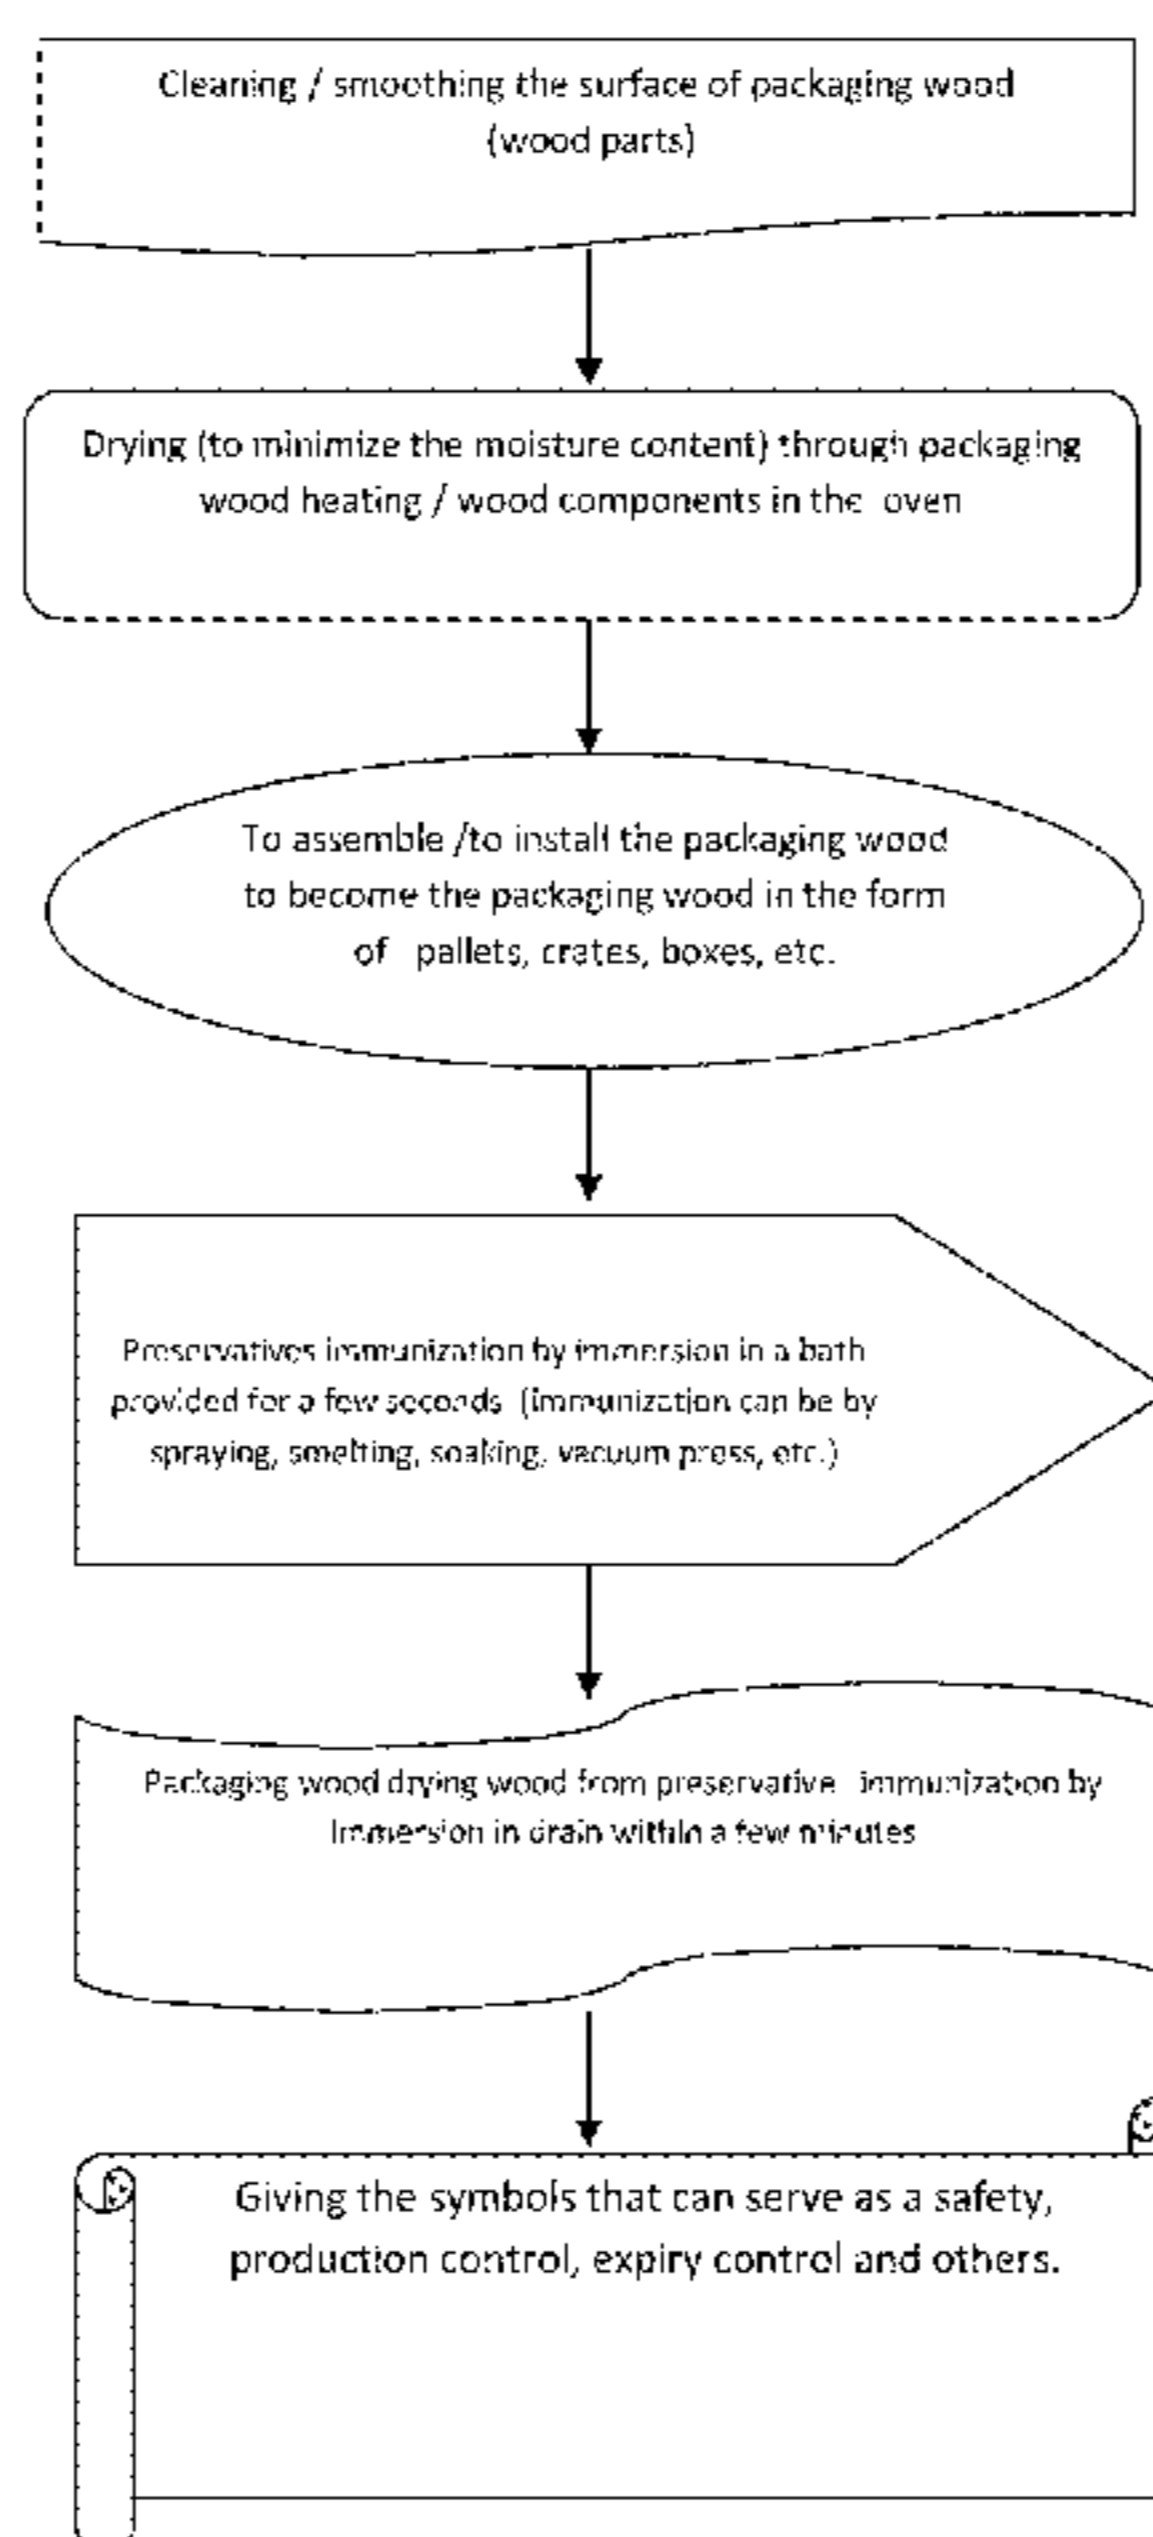 Cleaning / smoothing the surface of packaging wood
(wood parts)
Drying (to minimize the moisture content) through packaging
wood heating / wood components in the oven
To assemble /to install the packaging wood
to become the packaging wood in the form
of pallets, crates, boxes, etc.
Preservatives immunization by immersion in a bath
provided for a few seconds (immunization can be by
spraying, smelting, soaking, vacuum press, etc.)
Packaging wood drying wood from preservative immunization by
Immersion in drain within a few minutes
Giving the symbols that can serve as a safety,
production control, expiry control and others.